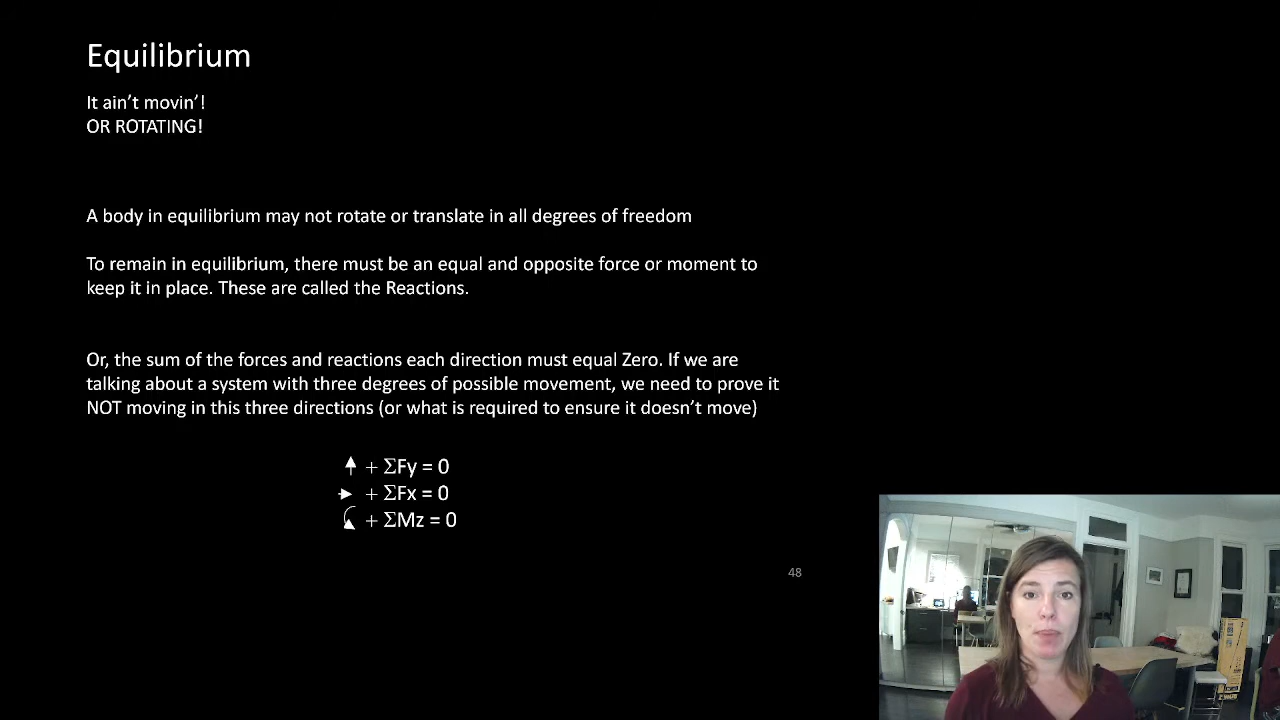 Equilibrium
It ain’t movin’!
OR ROTATING!
A body in equilibrium may not rotate or translate in all degrees of freedom
To remain in equilibrium, there must be an equal and opposite force or moment to
keep it in place. These are called the Reactions.
Or, the sum of the forces and reactions each direction must equal Zero. If we are
talking about a system with three degrees of possible movement, we need to prove it
NOT moving in this three directions (or what is required to ensure it doesn’t move)
+ ΣFy = 0
+ ΣFx = 0
+ ΣMz = 0
48